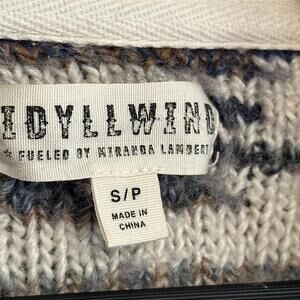 IDYLLWIND
★ FUELED BY MIRANDA LAMBERT
S/P
MADE IN
CHINA